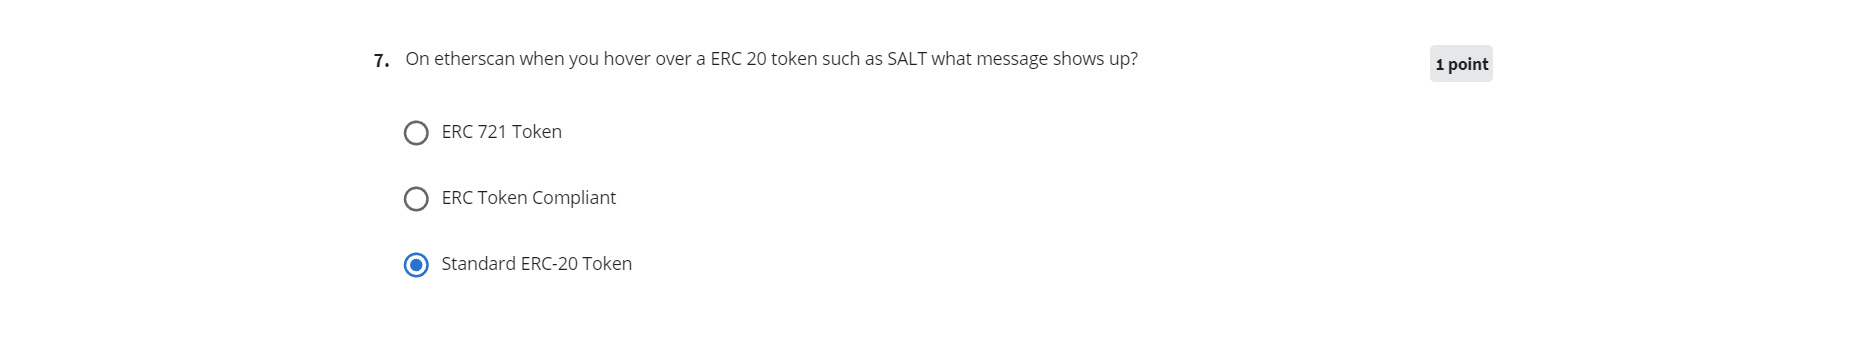 7. On etherscan when you hover over a ERC 20 token such as SALT what message shows up?
1 point
ERC 721 Token
ERC Token Compliant
Standard ERC-20 Token